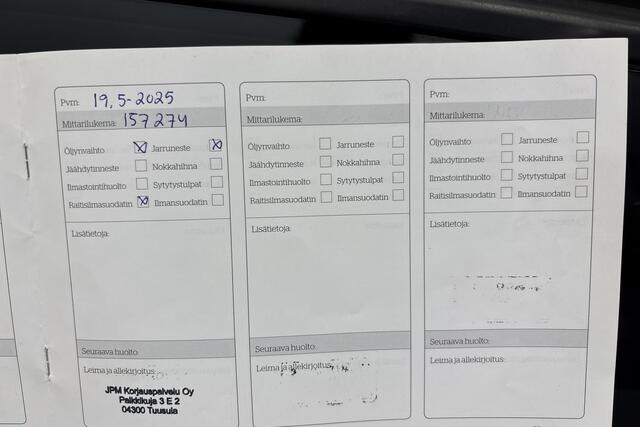 Pvm: 19,5-2025
Mittarilukema: 157274
Öljynvaihto Jarruneste
Jäähdytinneste Nokkahihna
Ilmastointihuolto Sytytystulpat
Raitisilmasuodatin Ilmansuodatin
Lisätietoja:
Seuraava huolto:
Leima ja allekirjoitus:
JPM Korjauspalvelu Oy
Palkkikuja 3 E 2
04300 Tuusula
Pvm:
Mittarilukema:
Öljynvaihto Jarruneste
Jäähdytinneste Nokkahihna
Ilmastointihuolto Sytytystulpat
Raitisilmasuodatin Ilmansuodatin
Lisätietoja:
Seuraava huolto:
Leima ja allekirjoitus:
Pvm:
Mittarilukema:
Öljynvaihto Jarruneste
Jäähdytinneste Nokkahihna
Ilmastointihuolto Sytytystulpat
Raitisilmasuodatin Ilmansuodatin
Lisätietoja:
Seuraava huolto:
Leima ja allekirjoitus: